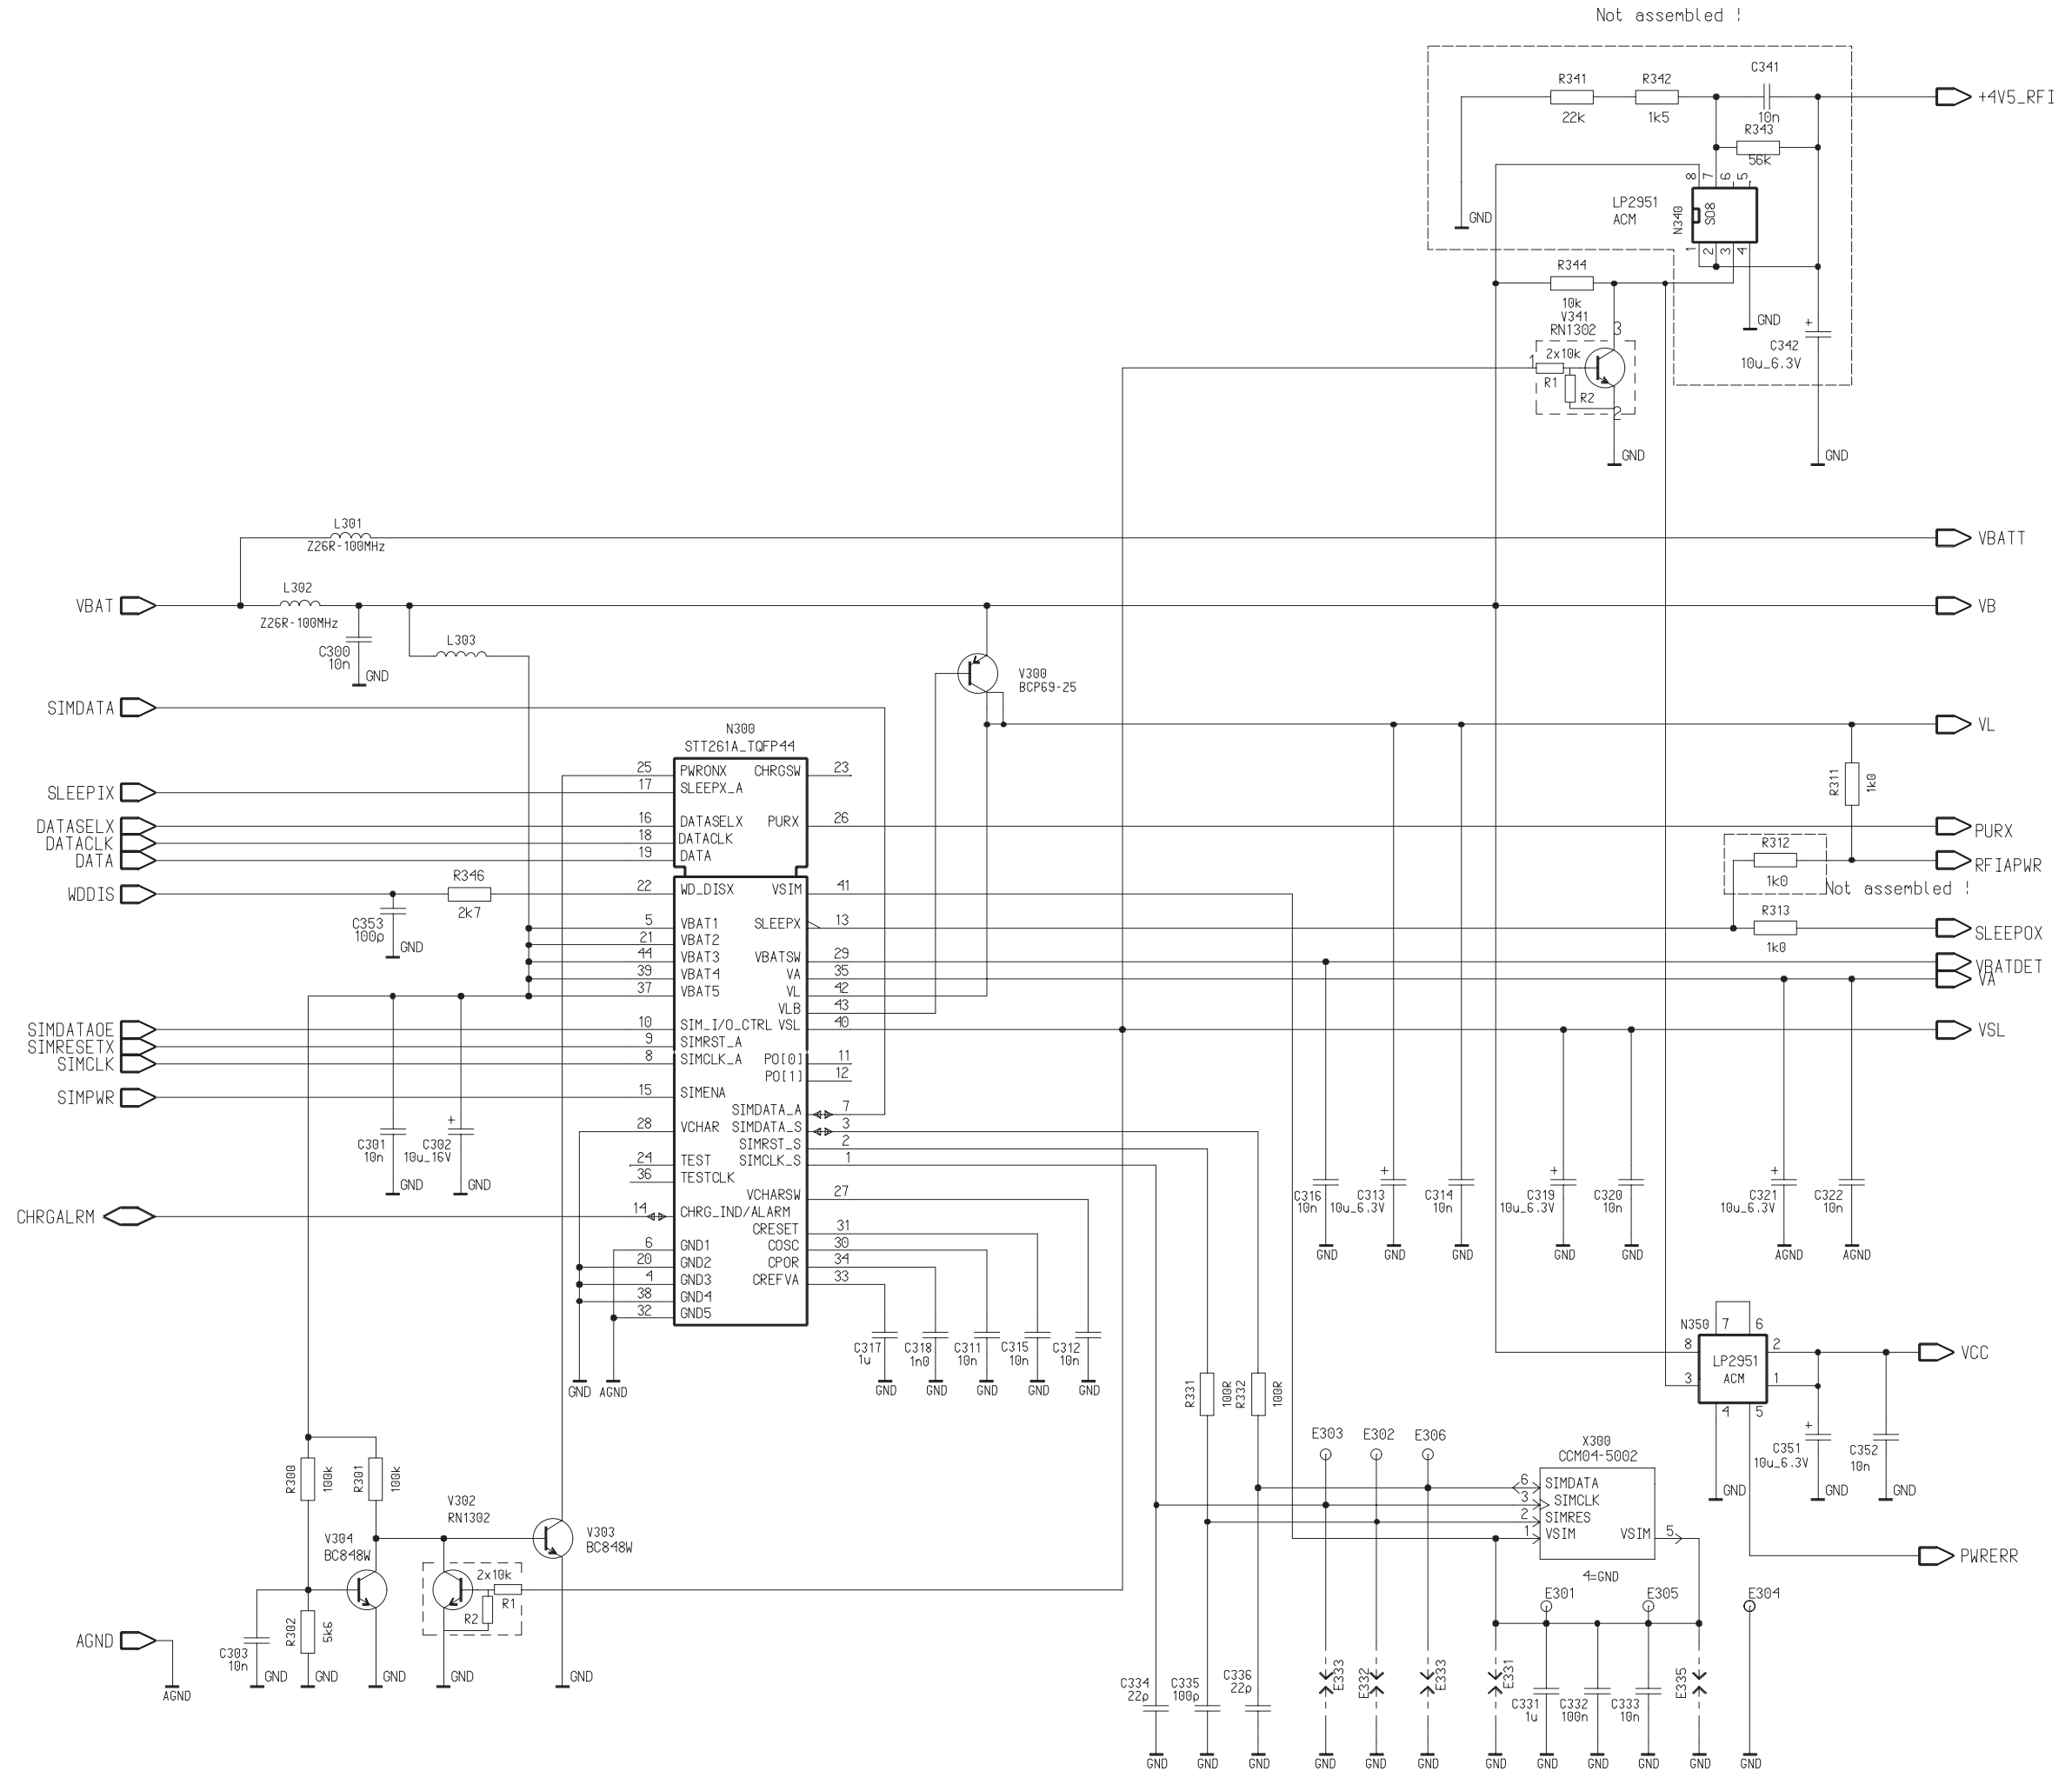 Not assembled !
C341
R341
R342
+4V5_RFI
22k
1k5
10n
R343
56k
8
7
6
5
LP2951
ACM
N340
SO8
GND
1
2
3
4
R344
10k
V341
RN1302
3
GND
+
C342
10u_6.3V
1
2x10k
R1
R2
2
GND
GND
L301
Z26R-100MHz
VBATT
L302
VBAT
VB
Z26R-100MHz
L303
C300
10n
GND
V300
BCP69-25
SIMDATA
VL
N300
STT261A_TQFP44
25
PWRONX
CHRGSW
23
17
SLEEPX_A
SLEEPIX
R311
1k0
16
DATASELX
PURX
26
DATASELX
PURX
18
DATACLK
DATACLK
R312
19
DATA
DATA
RFIAPWR
1k0
Not assembled !
R346
WDDIS
22
WD_DISX
VSIM
41
2k7
C353
100p
GND
5
VBAT1
SLEEPX
13
R313
SLEEPOX
1k0
21
VBAT2
44
VBAT3
VBATSW
29
VBATDET
39
VBAT4
VA
35
VA
37
VBAT5
VL
42
VLB
43
SIMDATAOE
10
SIM_I/O_CTRL
VSL
40
VSL
SIMRESETX
9
SIMRST_A
SIMCLK
8
SIMCLK_A
PO[0]
11
PO[1]
12
SIMPWR
15
SIMENA
SIMDATA_A
7
28
VCHAR
SIMDATA_S
3
SIMRST_S
2
24
TEST
SIMCLK_S
1
36
TESTCLK
C301
10n
+
C302
10u_16V
GND
GND
VCHARSW
27
CHRGALRM
14
CHRG_IND/ALARM
CRESET
31
6
GND1
COSC
30
20
GND2
CPOR
34
4
GND3
CREFVA
33
38
GND4
32
GND5
C316
10n
+
C313
10u_6.3V
C314
10n
+
C319
10u_6.3V
C320
10n
+
C321
10u_6.3V
C322
10n
GND
GND
GND
GND
GND
AGND
AGND
C317
1u
C318
1n0
C311
10n
C315
10n
C312
10n
GND
AGND
GND
GND
GND
GND
GND
N350
7
6
8
2
VCC
LP2951
ACM
3
1
4
5
R331
100R
R332
100R
+
C351
10u_6.3V
C352
10n
GND
GND
GND
E303
E302
E306
X300
CCM04-5002
6
SIMDATA
3
SIMCLK
2
SIMRES
1
VSIM
VSIM
5
4=GND
PWRERR
R300
100k
R301
100k
V302
RN1302
V304
BC848W
V303
BC848W
2x10k
R1
R2
R302
5k6
C303
10n
GND
GND
GND
GND
GND
AGND
AGND
E301
E305
E304
C334
22p
C335
100p
C336
22p
E333
E332
E333
E331
C331
1u
C332
100n
C333
10n
E335
GND
GND
GND
GND
GND
GND
GND
GND
GND
GND
GND
GND